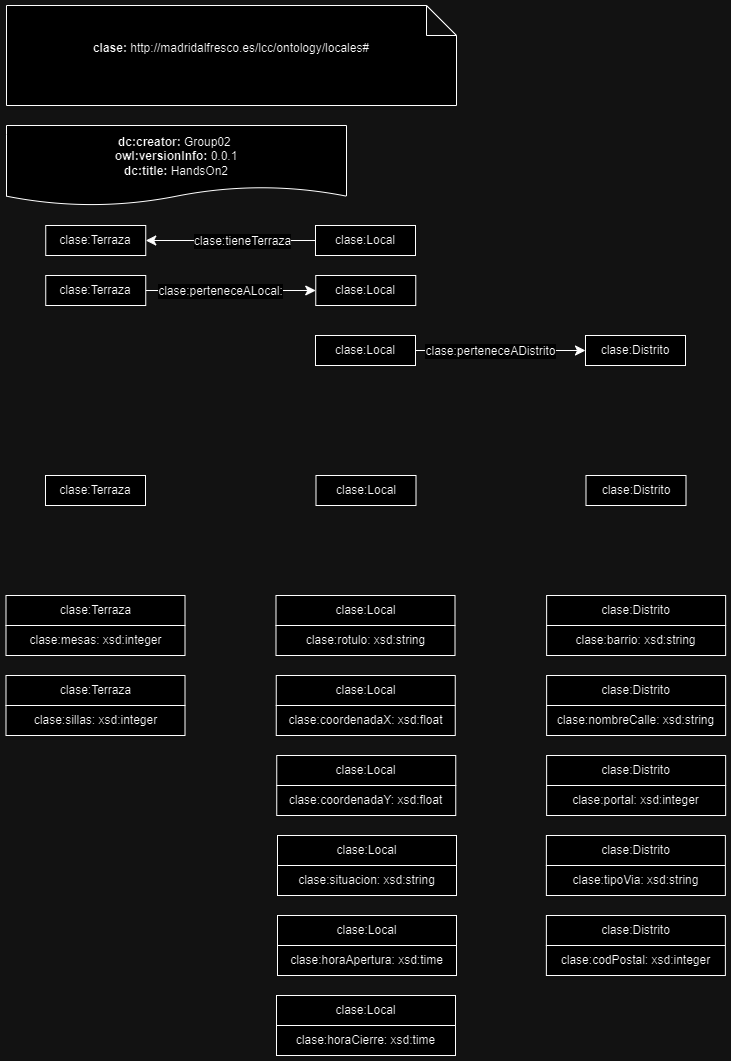 clase: http://madridalfresco.es/lcc/ontology/locales#
dc:creator: Group02
owl:versionInfo: 0.0.1
dc:title: HandsOn2
clase:Terraza
clase:tieneTerraza
clase:Local
clase:Terraza
clase:perteneceALocal:
clase:Local
clase:Local
clase:perteneceADistrito
clase:Distrito
clase:Terraza
clase:Local
clase:Distrito
clase:Terraza
clase:mesas: xsd:integer
clase:Local
clase:rotulo: xsd:string
clase:Distrito
clase:barrio: xsd:string
clase:Terraza
clase:sillas: xsd:integer
clase:Local
clase:coordenadaX: xsd:float
clase:Distrito
clase:nombreCalle: xsd:string
clase:Local
clase:coordenadaY: xsd:float
clase:Distrito
clase:portal: xsd:integer
clase:Local
clase:situacion: xsd:string
clase:Distrito
clase:tipoVia: xsd:string
clase:Local
clase:horaApertura: xsd:time
clase:Distrito
clase:codPostal: xsd:integer
clase:Local
clase:horaCierre: xsd:time